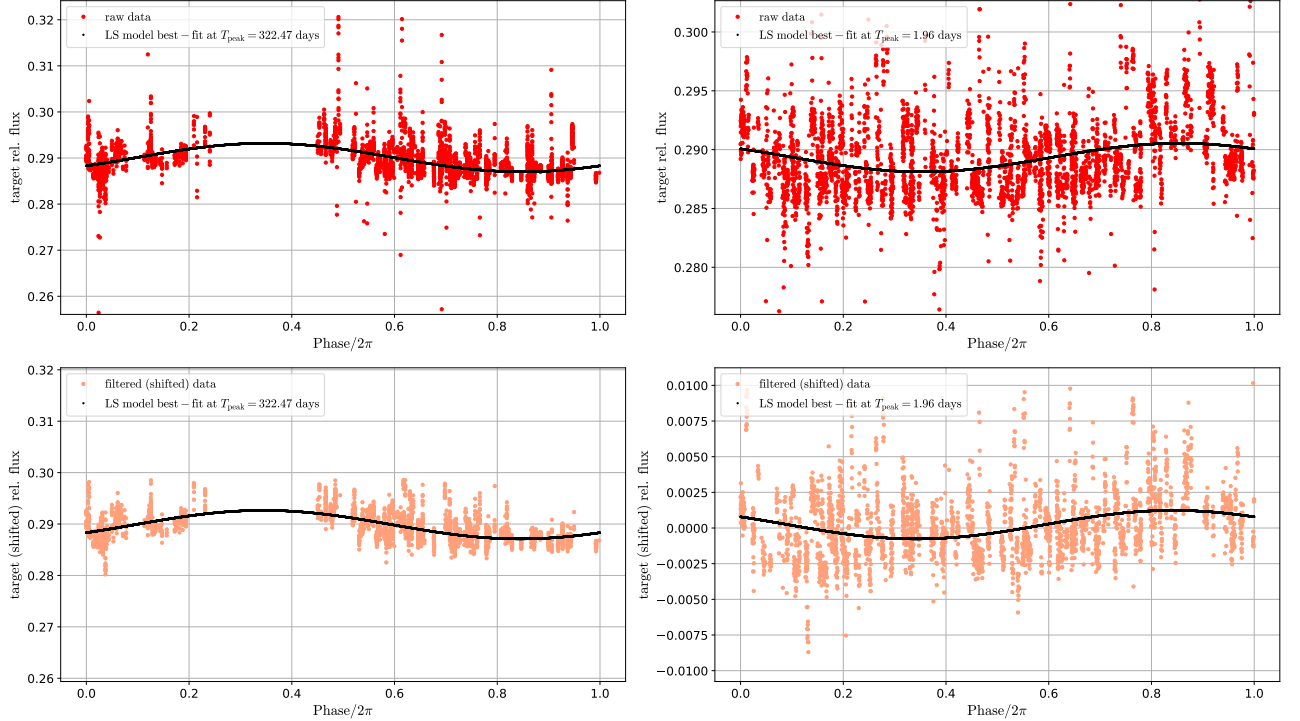 0.32
0.31
0.30
0.29
0.28
0.27
0.26
target rel. flux
raw data
LS model best − fit at Tpeak = 322.47 days
0.0 0.2 0.4 0.6 0.8 1.0
Phase/2π
0.300
0.295
0.290
0.285
0.280
target rel. flux
raw data
LS model best − fit at Tpeak = 1.96 days
0.0 0.2 0.4 0.6 0.8 1.0
Phase/2π
0.32
0.31
0.30
0.29
0.28
0.27
0.26
target (shifted) rel. flux
filtered (shifted) data
LS model best − fit at Tpeak = 322.47 days
0.0 0.2 0.4 0.6 0.8 1.0
Phase/2π
0.0100
0.0075
0.0050
0.0025
0.0000
−0.0025
−0.0050
−0.0075
−0.0100
target (shifted) rel. flux
filtered (shifted) data
LS model best − fit at Tpeak = 1.96 days
0.0 0.2 0.4 0.6 0.8 1.0
Phase/2π